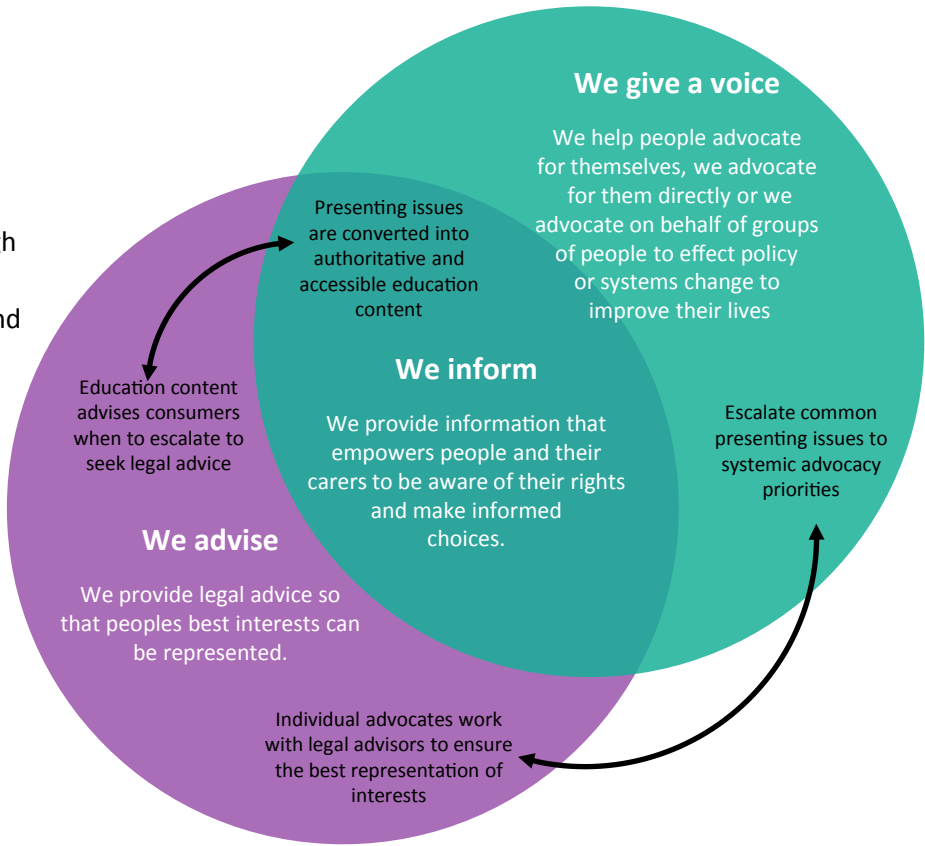 gh
nd
We give a voice
We help people advocate
for themselves, we advocate
for them directly or we
advocate on behalf of groups
of people to effect policy
or systems change to
improve their lives
Presenting issues
are converted into
authoritative and
accessible education
content
We inform
We provide information that
empowers people and their
carers to be aware of their rights
and make informed
choices.
Education content
advises consumers
when to escalate to
seek legal advice
Escalate common
presenting issues to
systemic advocacy
priorities
We advise
We provide legal advice so
that peoples best interests can
be represented.
Individual advocates work
with legal advisors to ensure
the best representation of
interests